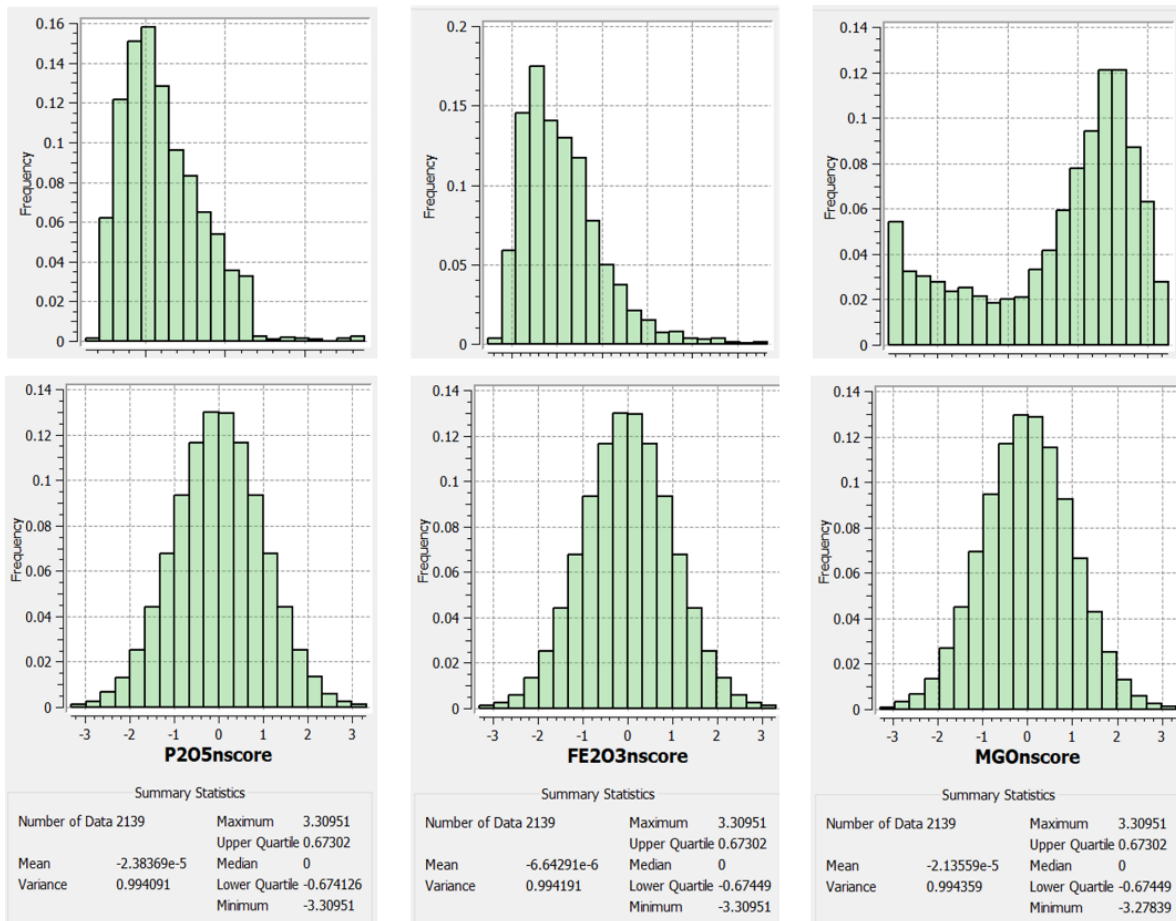 0.16
0.14
0.12
0.1
0.08
0.06
0.04
0.02
0
Frequency
0.2
0.15
0.1
0.05
0
Frequency
0.14
0.12
0.1
0.08
0.06
0.04
0.02
0
Frequency
0.14
0.12
0.1
0.08
0.06
0.04
0.02
0
Frequency
-3 -2 -1 0 1 2 3
P2O5nscore
0.14
0.12
0.1
0.08
0.06
0.04
0.02
0
Frequency
-3 -2 -1 0 1 2 3
FE2O3nscore
0.14
0.12
0.1
0.08
0.06
0.04
0.02
0
Frequency
-3 -2 -1 0 1 2 3
MGOnscore
Summary Statistics
Number of Data 2139 Maximum 3.30951
Upper Quartile 0.67302
Mean -2.38369e-5 Median 0
Variance 0.994091 Lower Quartile -0.674126
Minimum -3.30951
Summary Statistics
Number of Data 2139 Maximum 3.30951
Upper Quartile 0.67302
Mean -6.64291e-6 Median 0
Variance 0.994191 Lower Quartile -0.67449
Minimum -3.30951
Summary Statistics
Number of Data 2139 Maximum 3.30951
Upper Quartile 0.67302
Mean -2.13559e-5 Median 0
Variance 0.994359 Lower Quartile -0.67449
Minimum -3.27839